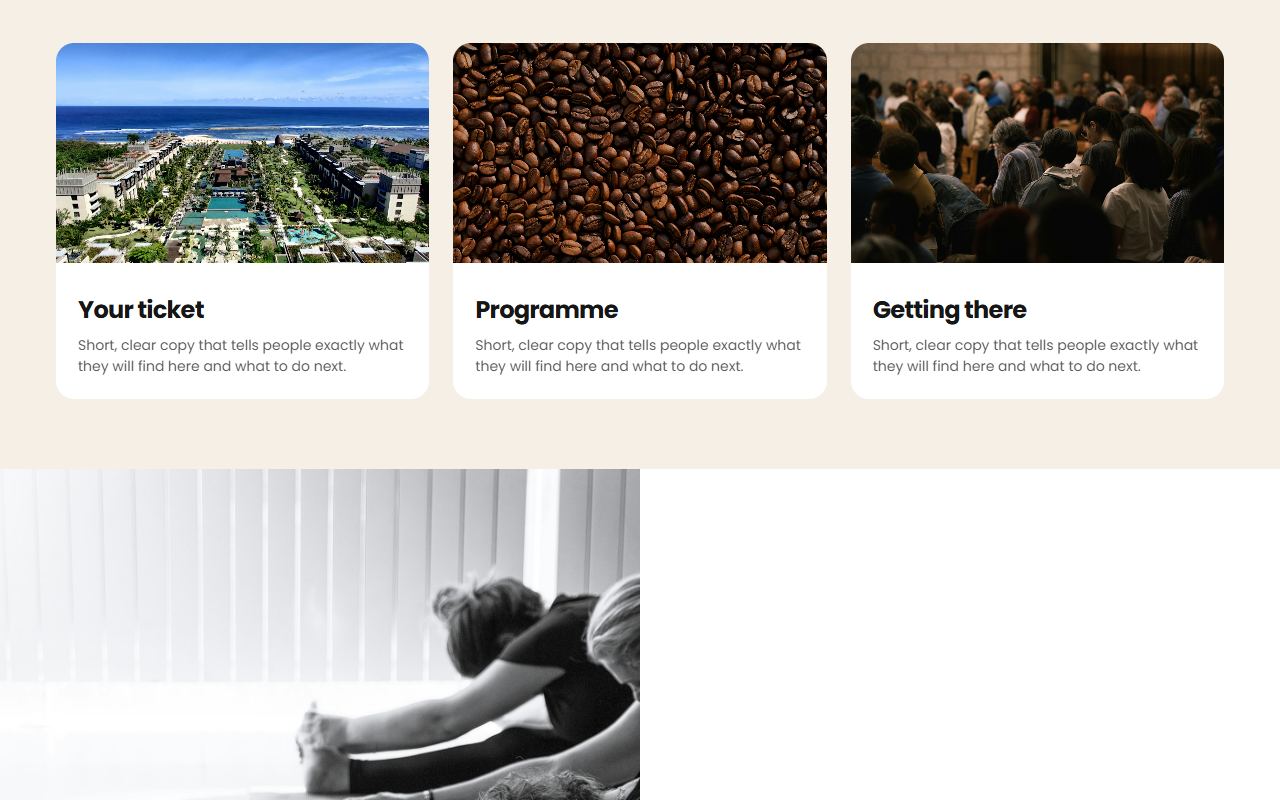 Your ticket
Short, clear copy that tells people exactly what
they will find here and what to do next.
Programme
Short, clear copy that tells people exactly what
they will find here and what to do next.
Getting there
Short, clear copy that tells people exactly what
they will find here and what to do next.